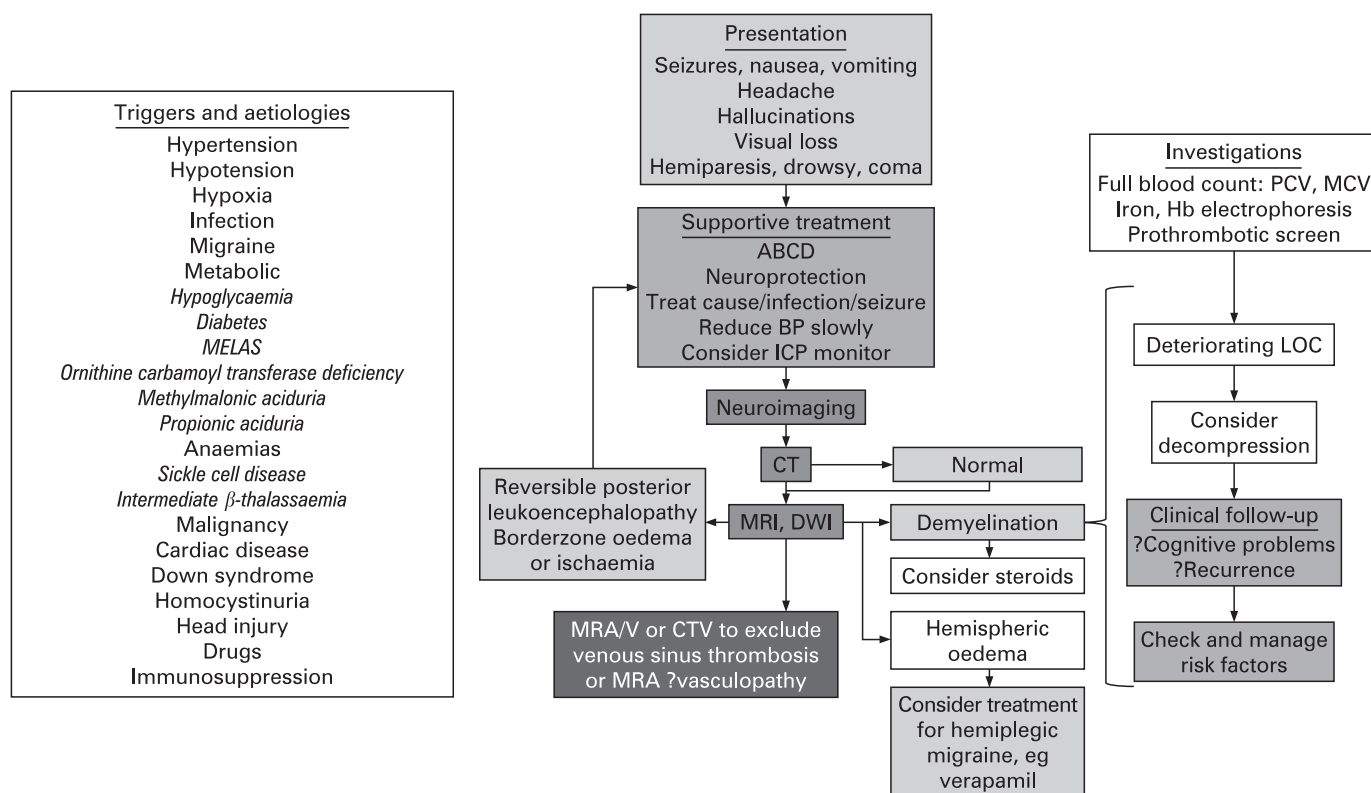 Triggers and aetiologies
Hypertension
Hypotension
Hypoxia
Infection
Migraine
Metabolic
Hypoglycaemia
Diabetes
MELAS
Ornithine carbamoyl transferase deficiency
Methylmalonic aciduria
Propionic aciduria
Anaemias
Sickle cell disease
Intermediate β-thalassaemia
Malignancy
Cardiac disease
Down syndrome
Homocystinuria
Head injury
Drugs
Immunosuppression
Presentation
Seizures, nausea, vomiting
Headache
Hallucinations
Visual loss
Hemiparesis, drowsy, coma
Supportive treatment
ABCD
Neuroprotection
Treat cause/infection/seizure
Reduce BP slowly
Consider ICP monitor
Neuroimaging
CT
Normal
Reversible posterior
leukoencephalopathy
Borderzone oedema
or ischaemia
MRI, DWI
Demyelination
Consider steroids
MRA/V or CTV to exclude
venous sinus thrombosis
or MRA ?vasculopathy
Hemispheric
oedema
Consider treatment
for hemiplegic
migraine, eg
verapamil
Investigations
Full blood count: PCV, MCV
Iron, Hb electrophoresis
Prothrombotic screen
Deteriorating LOC
Consider
decompression
Clinical follow-up
?Cognitive problems
?Recurrence
Check and manage
risk factors